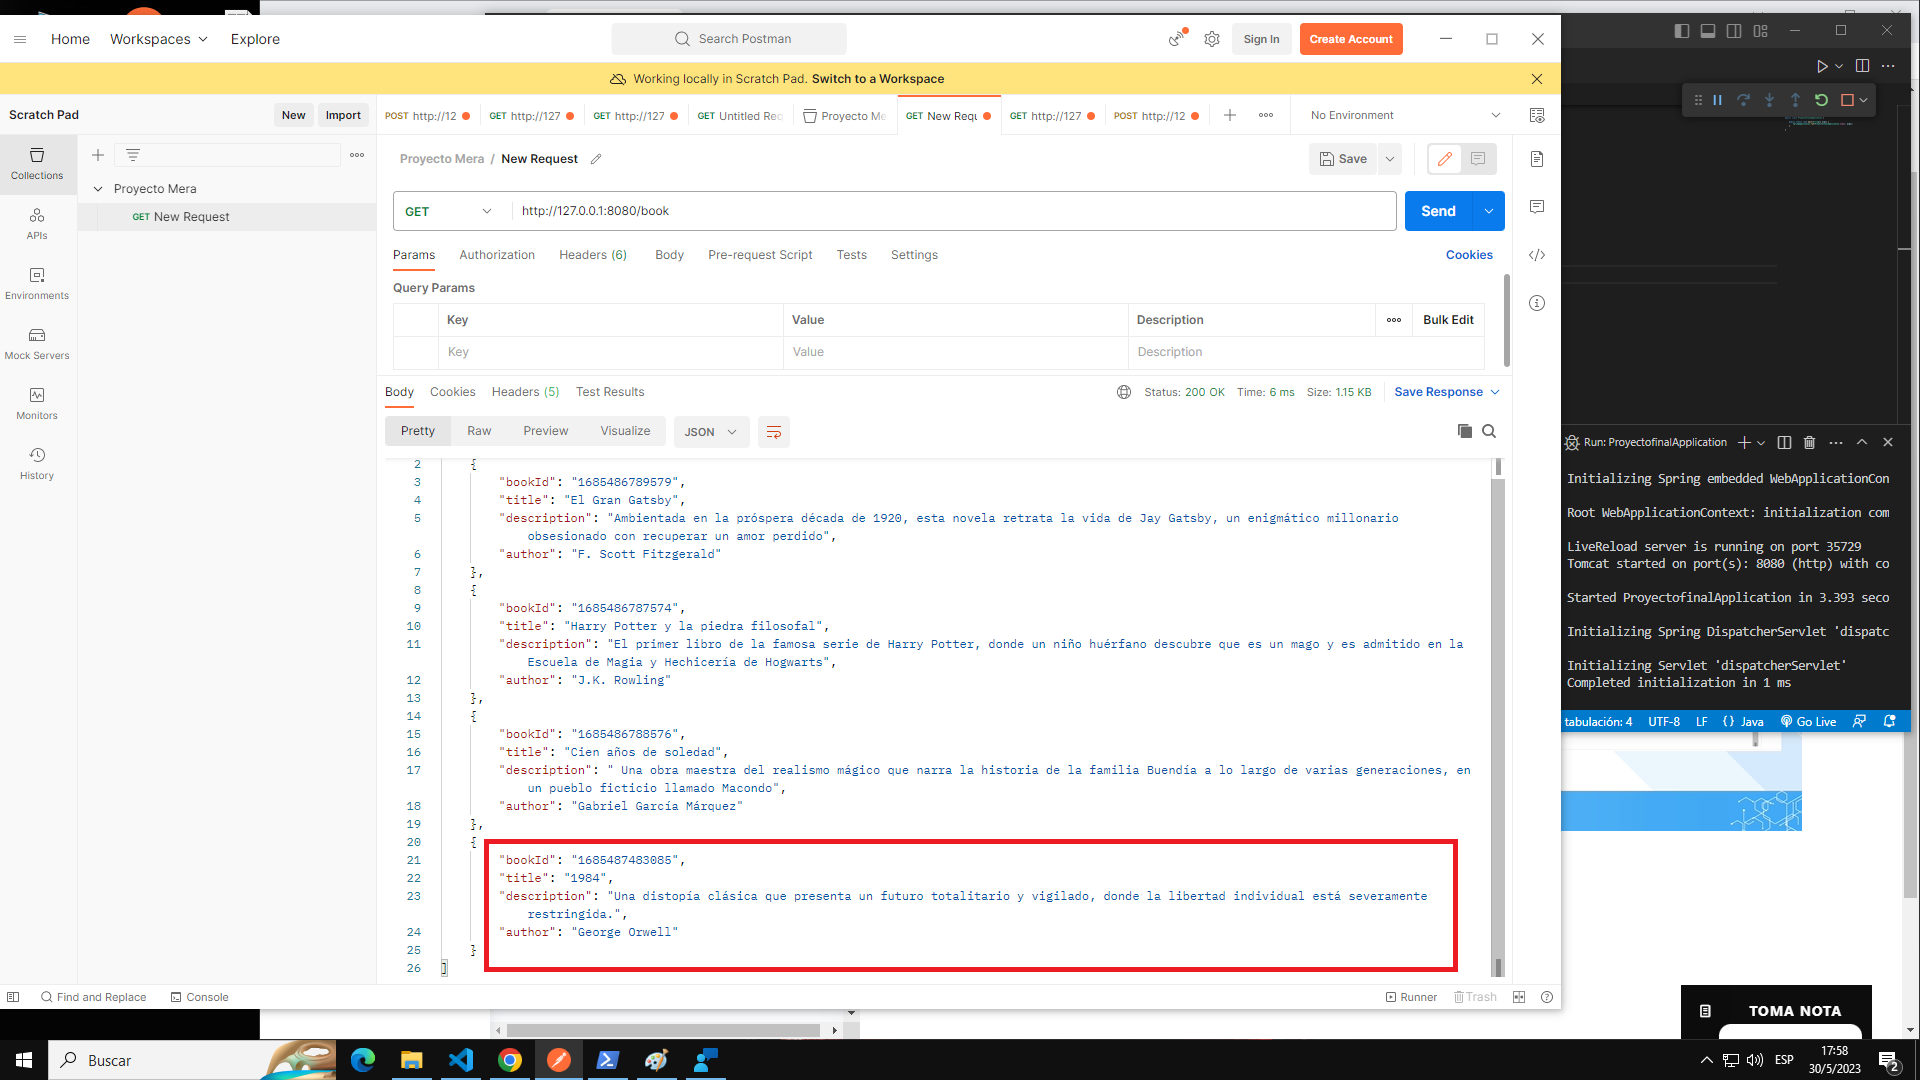 Home
Workspaces
Explore
Search Postman
Sign In
Create Account
Working locally in Scratch Pad. Switch to a Workspace
Scratch Pad
New
Import
POST http://12
GET http://127
GET http://127
GET Untitled Req
Proyecto Me
GET New Requ
GET http://127
POST http://12
No Environment
Collections
APIs
Environments
Mock Servers
Monitors
History
Proyecto Mera
GET New Request
Proyecto Mera / New Request
Save
GET
http://127.0.0.1:8080/book
Send
Params
Authorization
Headers (6)
Body
Pre-request Script
Tests
Settings
Cookies
Query Params
Key
Value
Description
Bulk Edit
Key
Value
Description
Body
Cookies
Headers (5)
Test Results
Status: 200 OK
Time: 6 ms
Size: 1.15 KB
Save Response
Pretty
Raw
Preview
Visualize
JSON
2 {
3 "bookId": "1685486789579",
4 "title": "El Gran Gatsby",
5 "description": "Ambientada en la próspera década de 1920, esta novela retrata la vida de Jay Gatsby, un enigmático millonario
obsesionado con recuperar un amor perdido",
6 "author": "F. Scott Fitzgerald"
7 },
8 {
9 "bookId": "1685486787574",
10 "title": "Harry Potter y la piedra filosofal",
11 "description": "El primer libro de la famosa serie de Harry Potter, donde un niño huérfano descubre que es un mago y es admitido en la
Escuela de Magia y Hechicería de Hogwarts",
12 "author": "J.K. Rowling"
13 },
14 {
15 "bookId": "1685486788576",
16 "title": "Cien años de soledad",
17 "description": " Una obra maestra del realismo mágico que narra la historia de la familia Buendía a lo largo de varias generaciones, en
un pueblo ficticio llamado Macondo",
18 "author": "Gabriel García Márquez"
19 },
20 {
21 "bookId": "1685487483085",
22 "title": "1984",
23 "description": "Una distopía clásica que presenta un futuro totalitario y vigilado, donde la libertad individual está severamente
restringida.",
24 "author": "George Orwell"
25 }
26 ]
Find and Replace
Console
Runner
Trash
Run: ProyectofinalApplication
Initializing Spring embedded WebApplicationCon
Root WebApplicationContext: initialization com
LiveReload server is running on port 35729
Tomcat started on port(s): 8080 (http) with co
Started ProyectofinalApplication in 3.393 seco
Initializing Spring DispatcherServlet 'dispatc
Initializing Servlet 'dispatcherServlet'
Completed initialization in 1 ms
tabulación: 4
UTF-8
LF
{} Java
Go Live
TOMA NOTA
Buscar
ESP
17:58
30/5/2023
2